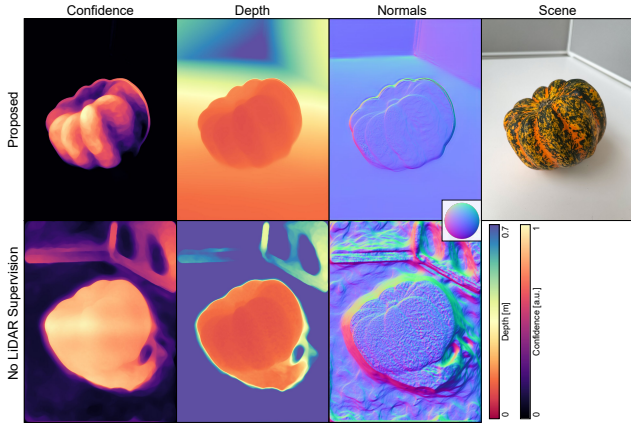 Confidence
Depth
Normals
Scene
Proposed
No LiDAR Supervision
0.7
Depth [m]
0
1
Confidence [a.u.]
0